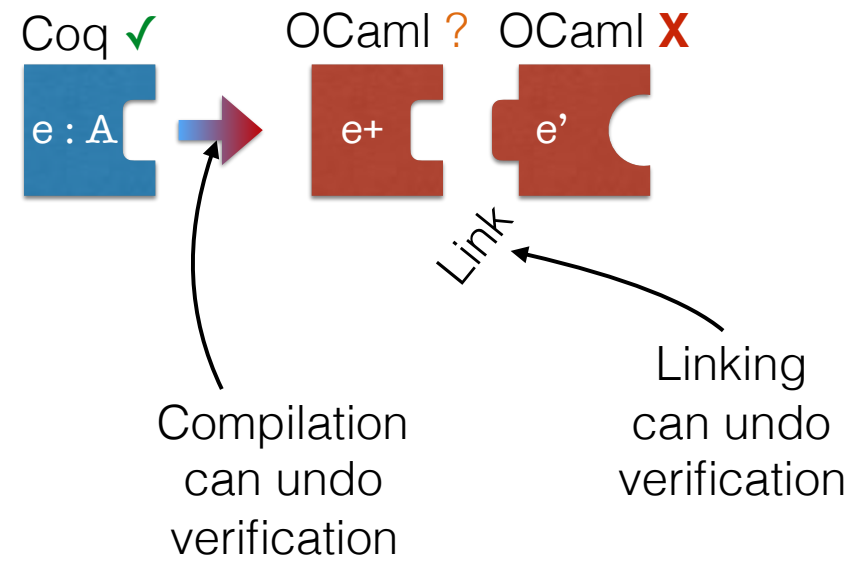 Coq ✓ OCaml ? OCaml X
e : A e+ e’
Link
Linking
can undo
verification
Compilation
can undo
verification